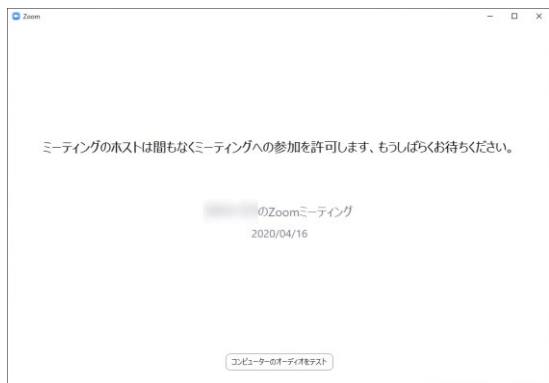 Zoom
ミーティングのホストは間もなくミーティングへの参加を許可します、もうしばらくお待ちください。
のZoomミーティング
2020/04/16
コンピューターのオーディオをテスト